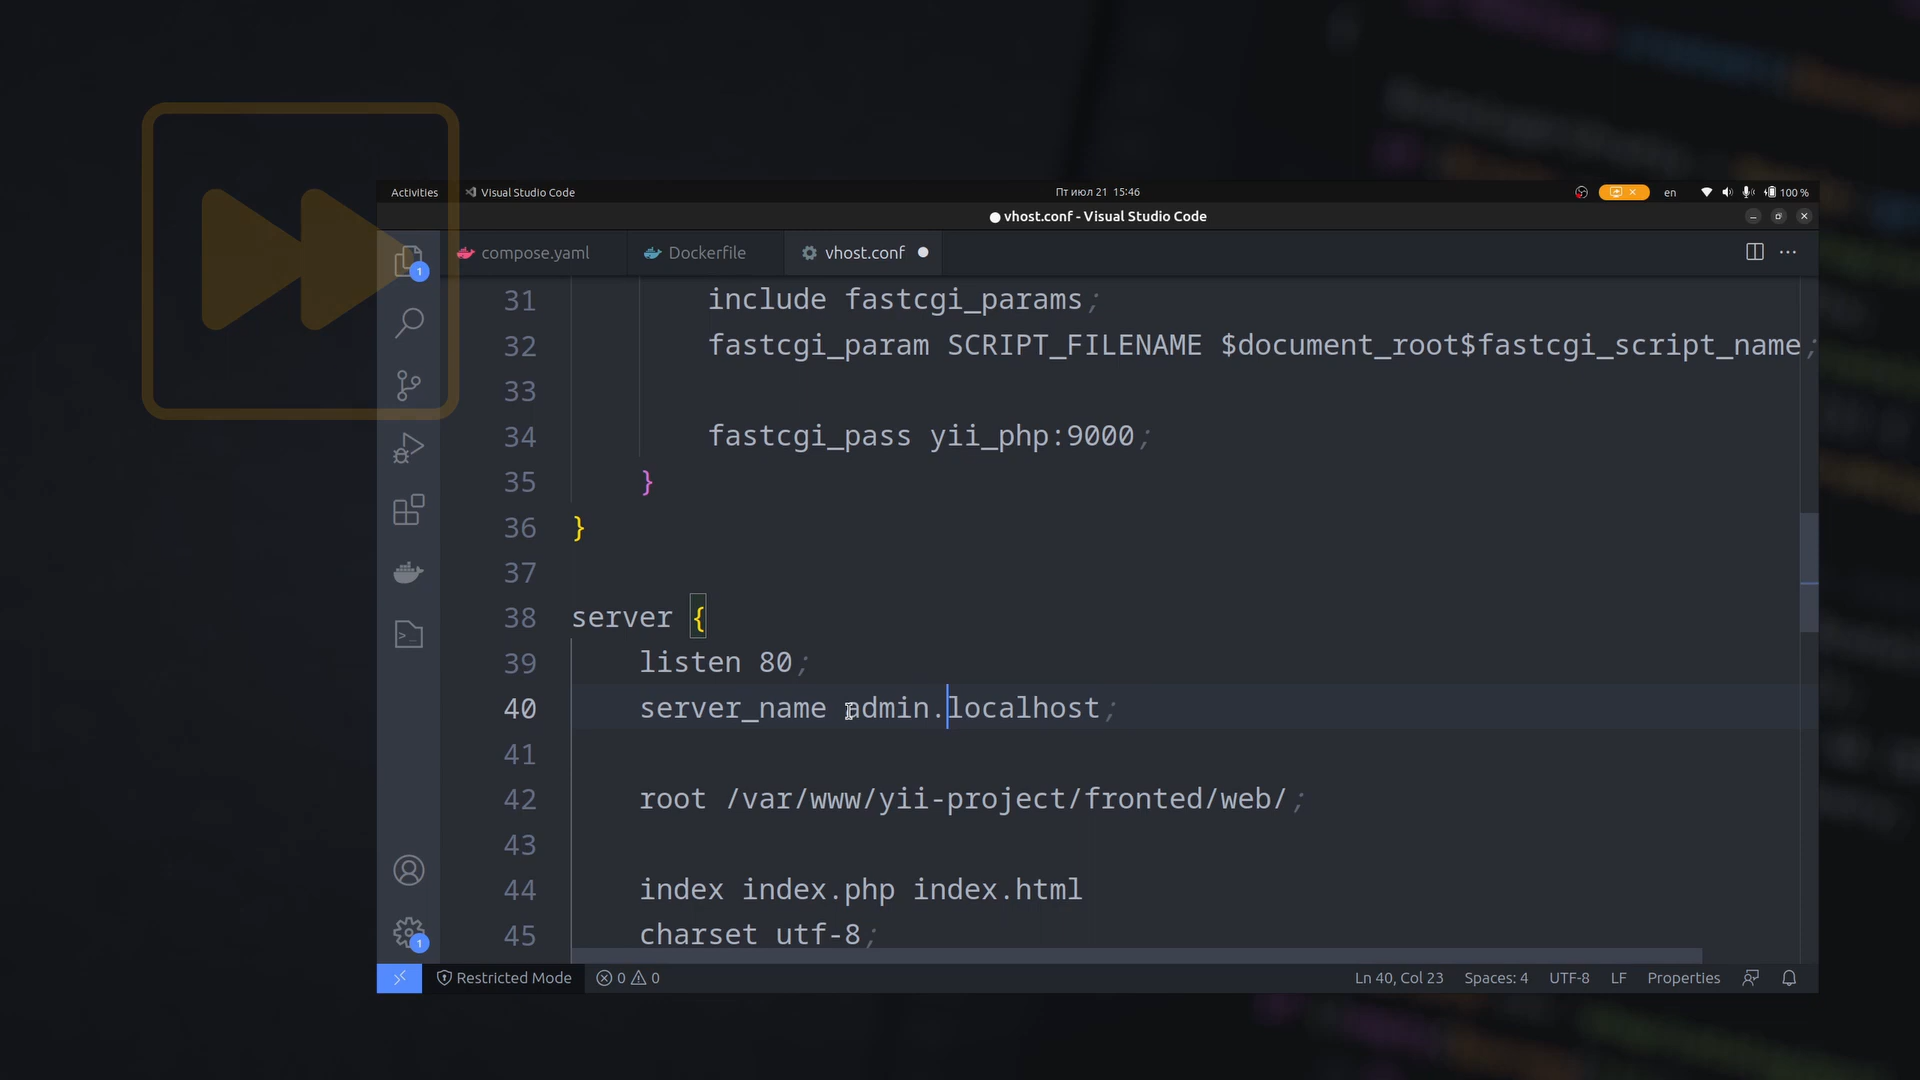 Activities Visual Studio Code Пт июл 21 15:46 en 100 %
vhost.conf - Visual Studio Code
1 compose.yaml Dockerfile vhost.conf
31 include fastcgi_params;
32 fastcgi_param SCRIPT_FILENAME $document_root$fastcgi_script_name;
33
34 fastcgi_pass yii_php:9000;
35 }
36 }
37
38 server {
39 listen 80;
40 server_name admin.localhost;
41
42 root /var/www/yii-project/fronted/web/;
43
44 index index.php index.html
45 charset utf-8;
1
Restricted Mode 0 0 Ln 40, Col 23 Spaces: 4 UTF-8 LF Properties